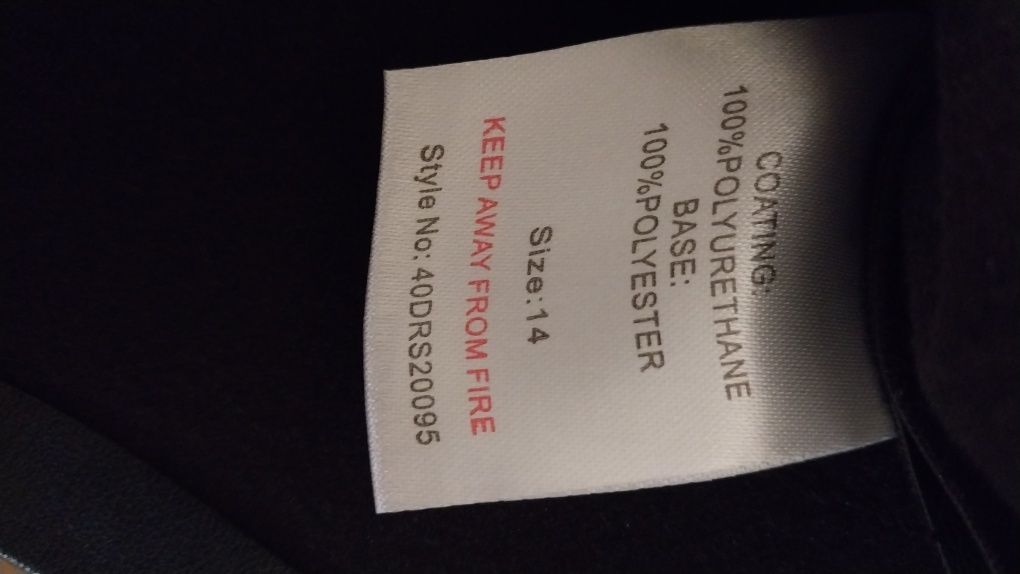 COATING:
100%POLYURETHANE
BASE:
100%POLYESTER
Size:14
KEEP AWAY FROM FIRE
Style No: 40DRS20095